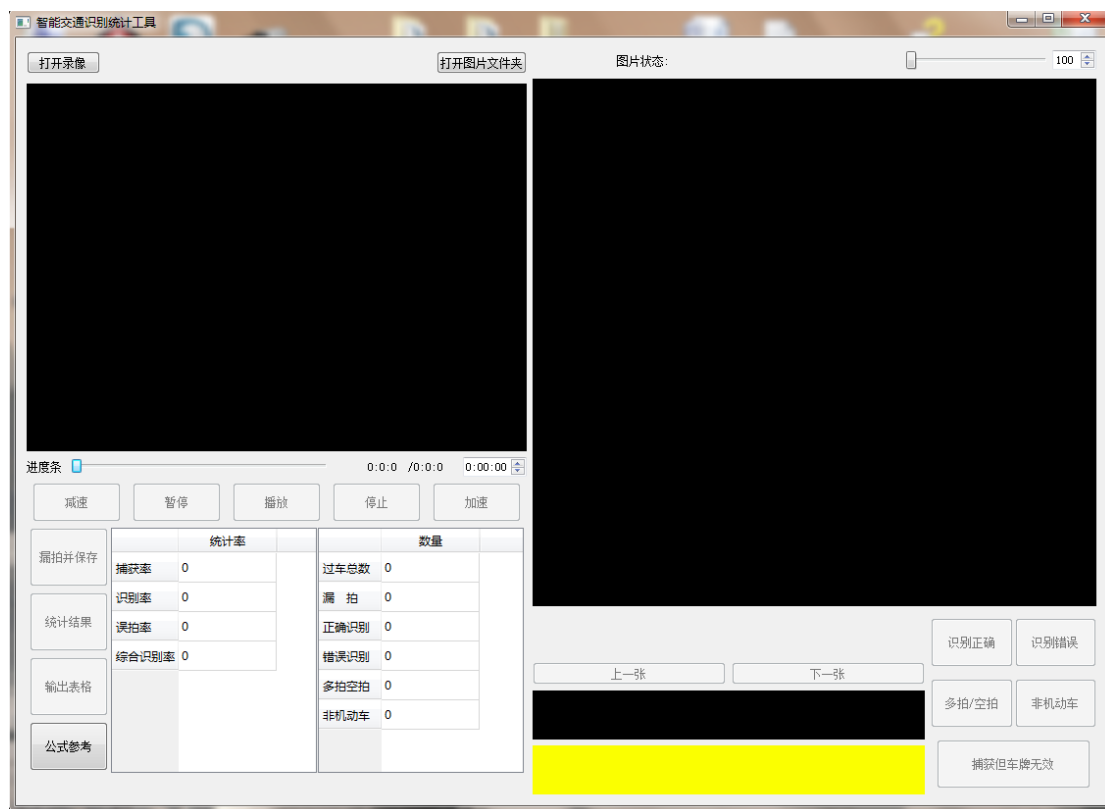 智能交通识别统计工具
打开录像
打开图片文件夹
图片状态:
100
进度条
0:0:0 /0:0:0
0:00:00
减速
暂停
播放
停止
加速
漏拍并保存
统计结果
输出表格
公式参考
统计率
捕获率 0
识别率 0
误拍率 0
综合识别率 0
数量
过车总数 0
漏 拍 0
正确识别 0
错误识别 0
多拍空拍 0
非机动车 0
上一张
下一张
识别正确
识别错误
多拍/空拍
非机动车
捕获但车牌无效